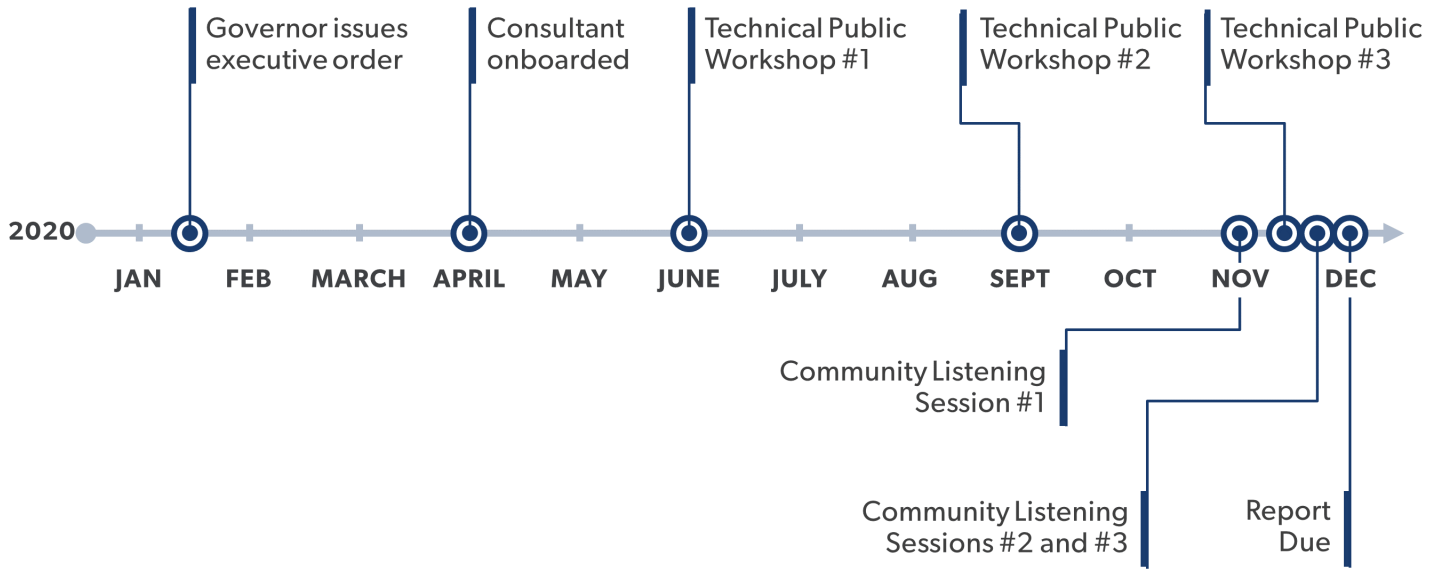 Governor issues
executive order
Consultant
onboarded
Technical Public
Workshop #1
Technical Public
Workshop #2
Technical Public
Workshop #3
2020
JAN
FEB
MARCH
APRIL
MAY
JUNE
JULY
AUG
SEPT
OCT
NOV
DEC
Community Listening
Session #1
Community Listening
Sessions #2 and #3
Report
Due